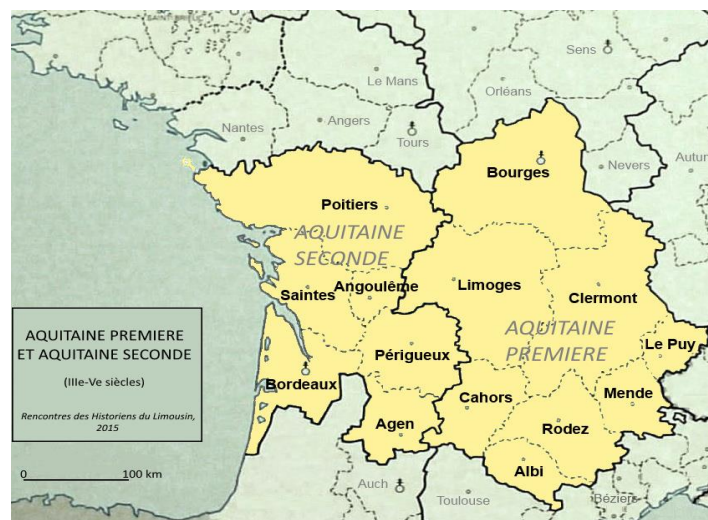 SAINT-BRIEUC
Sens
Le Mans
Orléans
Angers
Nantes
Tours
Nevers
Autun
Bourges
Poitiers
AQUITAINE
SECONDE
Saintes
Angoulême
Limoges
Clermont
AQUITAINE
PREMIERE
Le Puy
Périgueux
Bordeaux
Cahors
Mende
Agen
Rodez
Albi
Auch
Toulouse
Béziers
AQUITAINE PREMIERE
ET AQUITAINE SECONDE
(IIIe-Ve siècles)
Rencontres des Historiens du Limousin,
2015
0
100 km